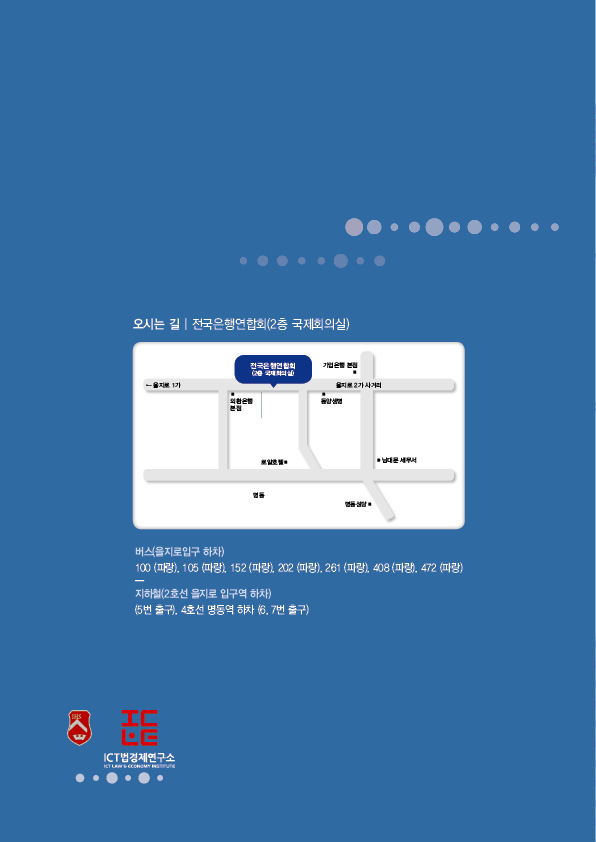 오시는 길 | 전국은행연합회(2층 국제회의실)
전국은행연합회
(2층 국제회의실)
기업은행 본점
← 을지로 1가
을지로 2가 사거리
외환은행
본점
동양생명
로얄호텔
남대문 세무서
명동
명동성당
버스(을지로입구 하차)
100 (파랑), 105 (파랑), 152 (파랑), 202 (파랑), 261 (파랑), 408 (파랑), 472 (파랑)
지하철(2호선 을지로 입구역 하차)
(5번 출구), 4호선 명동역 하차 (6, 7번 출구)
ICLE
ICT법경제연구소
ICT LAW & ECONOMY INSTITUTE